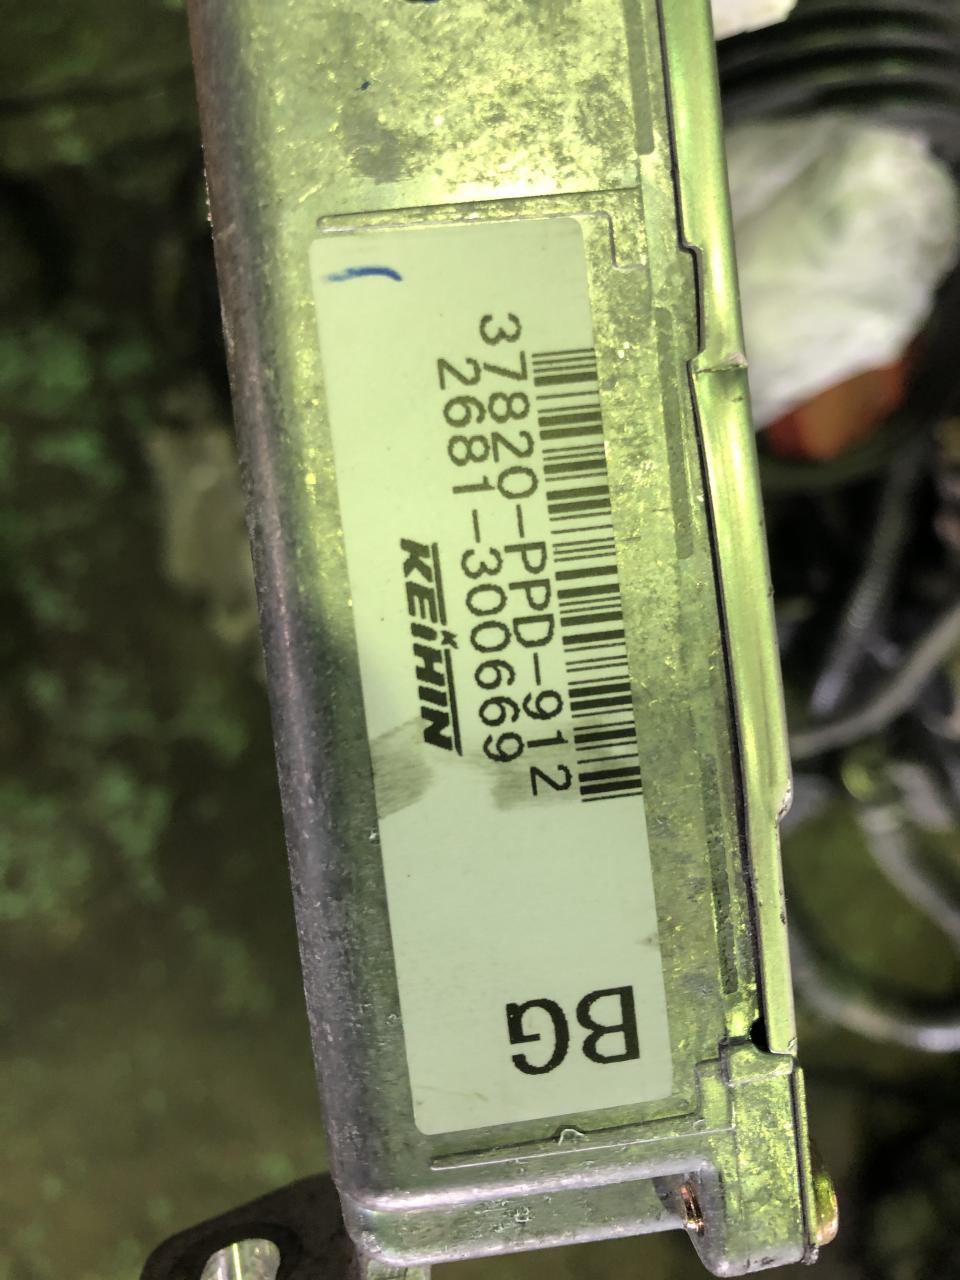 37820-PPD-912
2681-300669
KEIHIN
BG